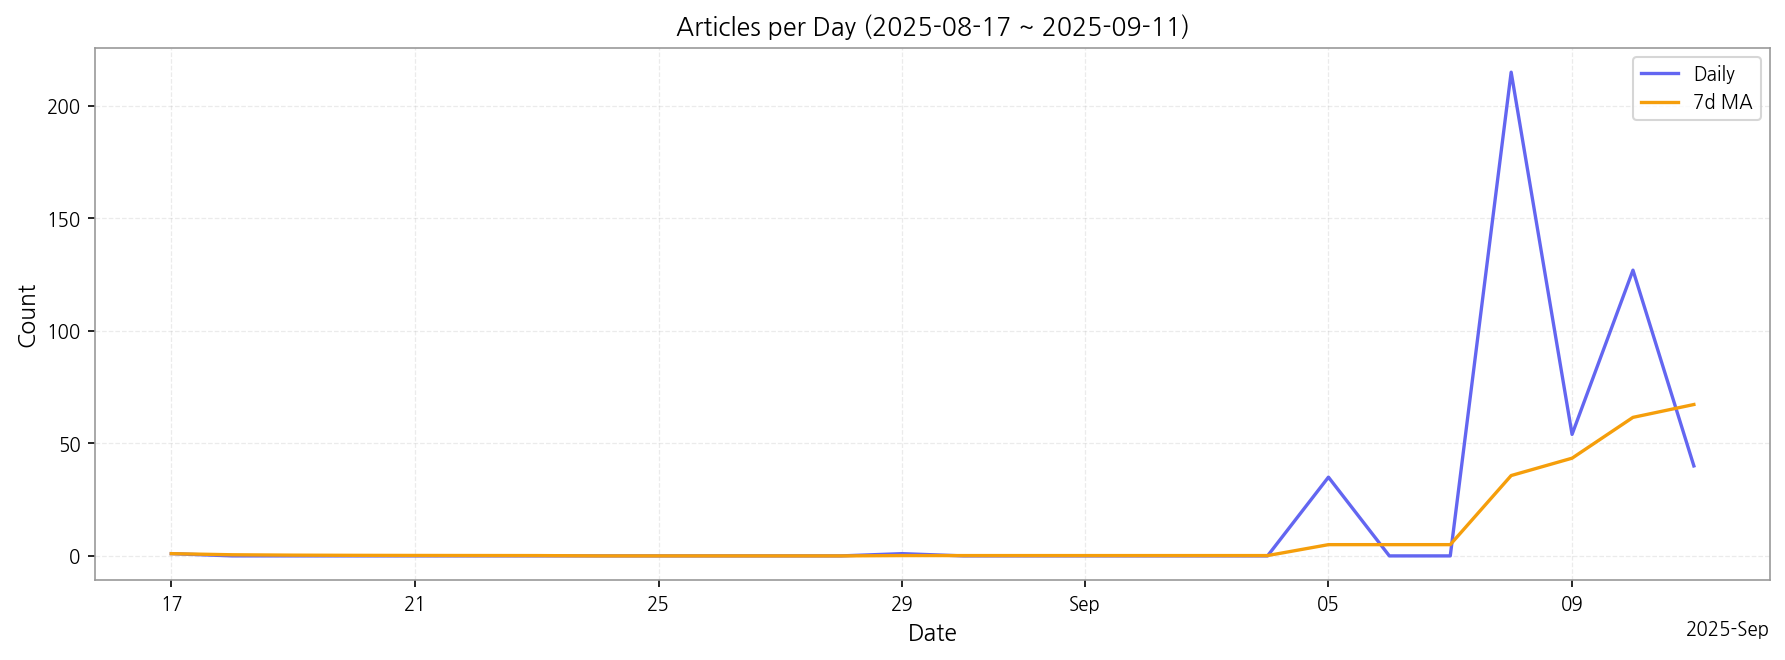 Articles per Day (2025-08-17 ~ 2025-09-11)
Daily
7d MA
200
150
100
50
0
Count
17
21
25
29
Sep
05
09
2025-Sep
Date